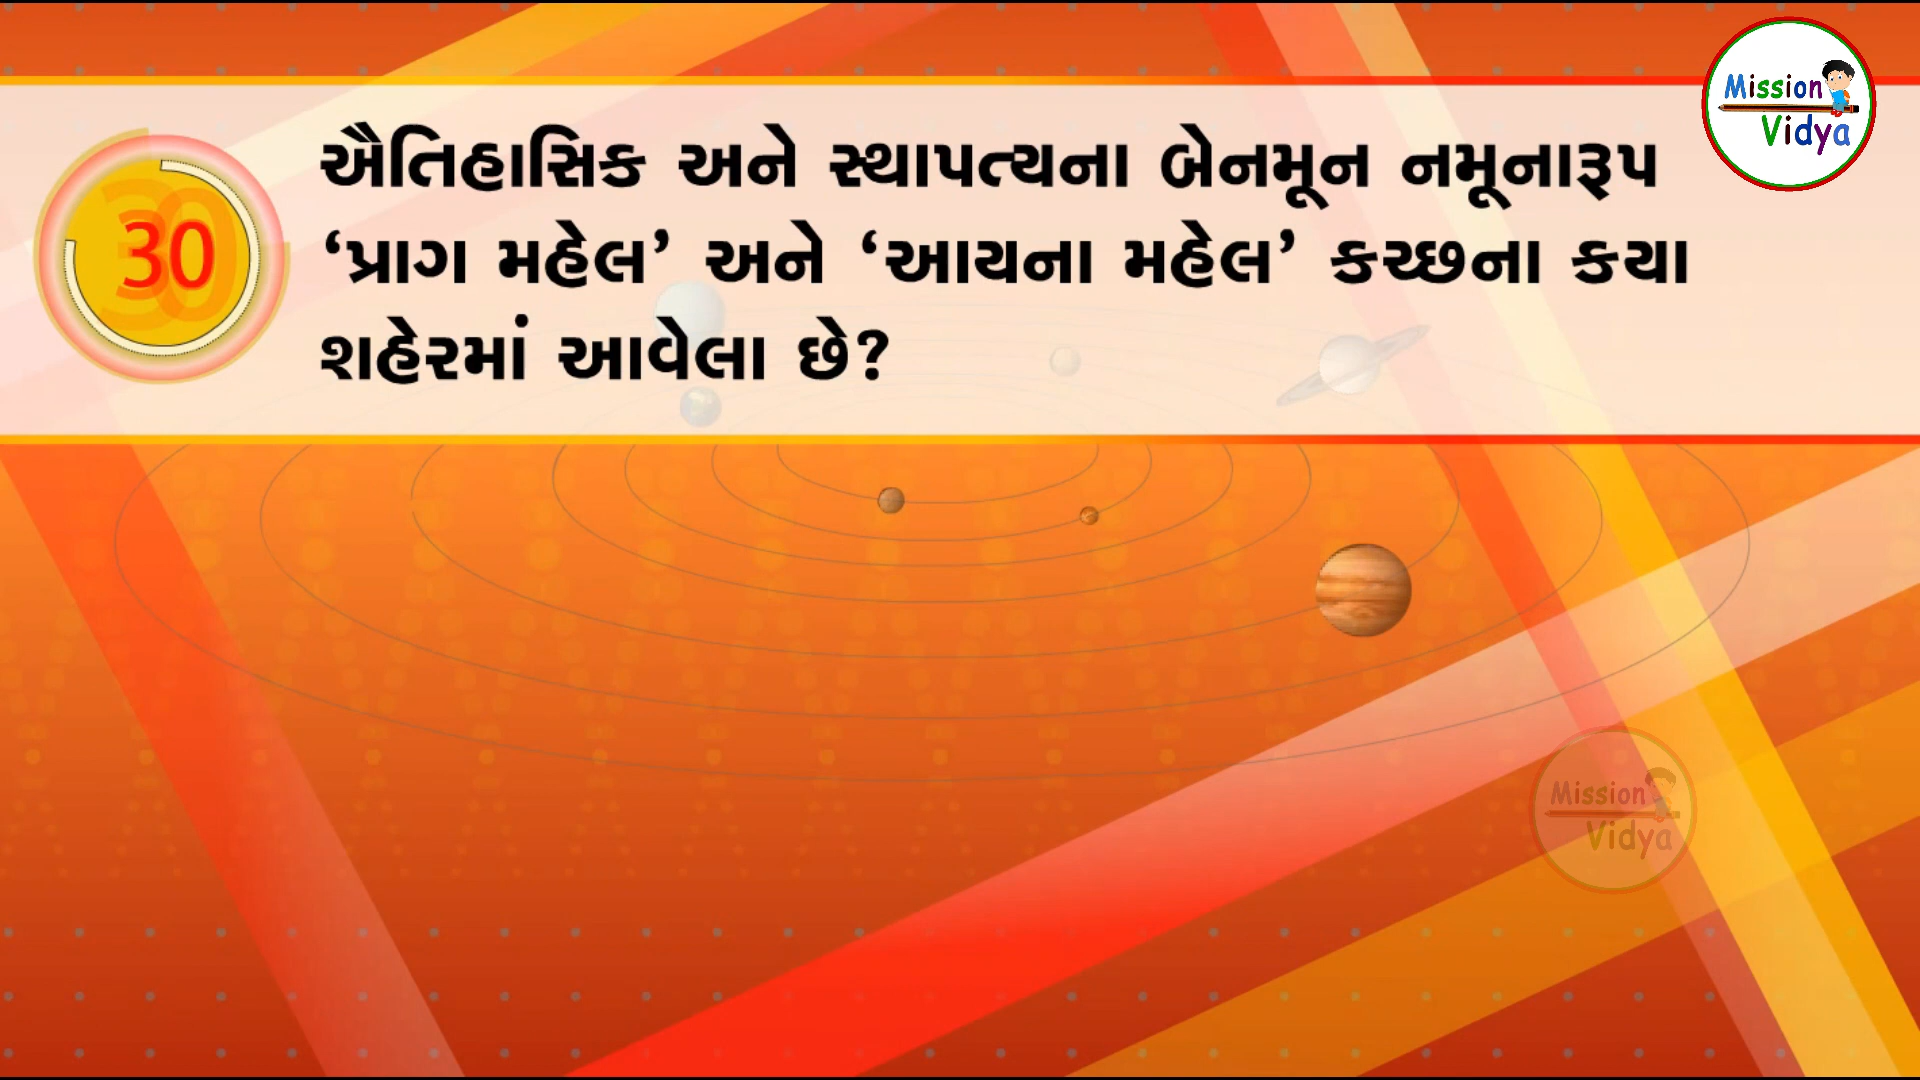 Mission
Vidya
30
ઐતિહાસિક અને સ્થાપત્યના બેનમૂન નમૂનારૂપ
‘પ્રાગ મહેલ’ અને ‘આયના મહેલ’ કચ્છના કયા
શહેરમાં આવેલા છે?
Mission
Vidya